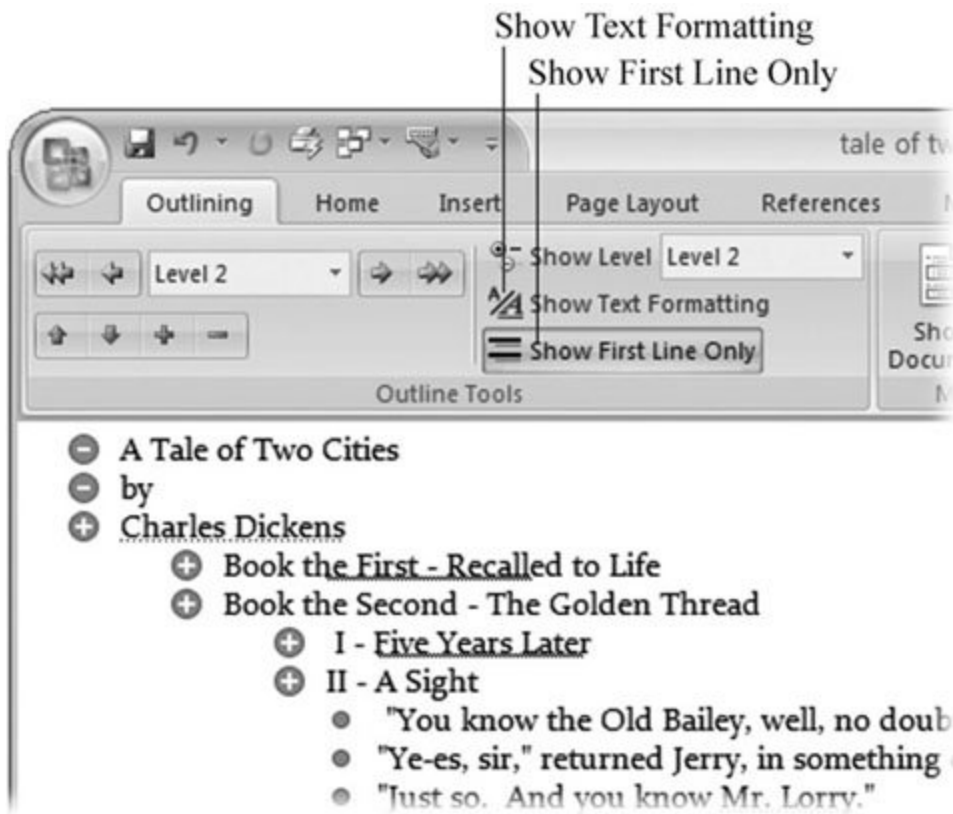 Show Text Formatting
Show First Line Only
tale of tw
Outlining Home Insert Page Layout References
Level 2 Show Level Level 2
Show Text Formatting
Show First Line Only
Sho
Docu
Outline Tools
A Tale of Two Cities
by
Charles Dickens
Book the First - Recalled to Life
Book the Second - The Golden Thread
I - Five Years Later
II - A Sight
"You know the Old Bailey, well, no doub
"Ye-es, sir," returned Jerry, in something
"Just so. And you know Mr. Lorry."